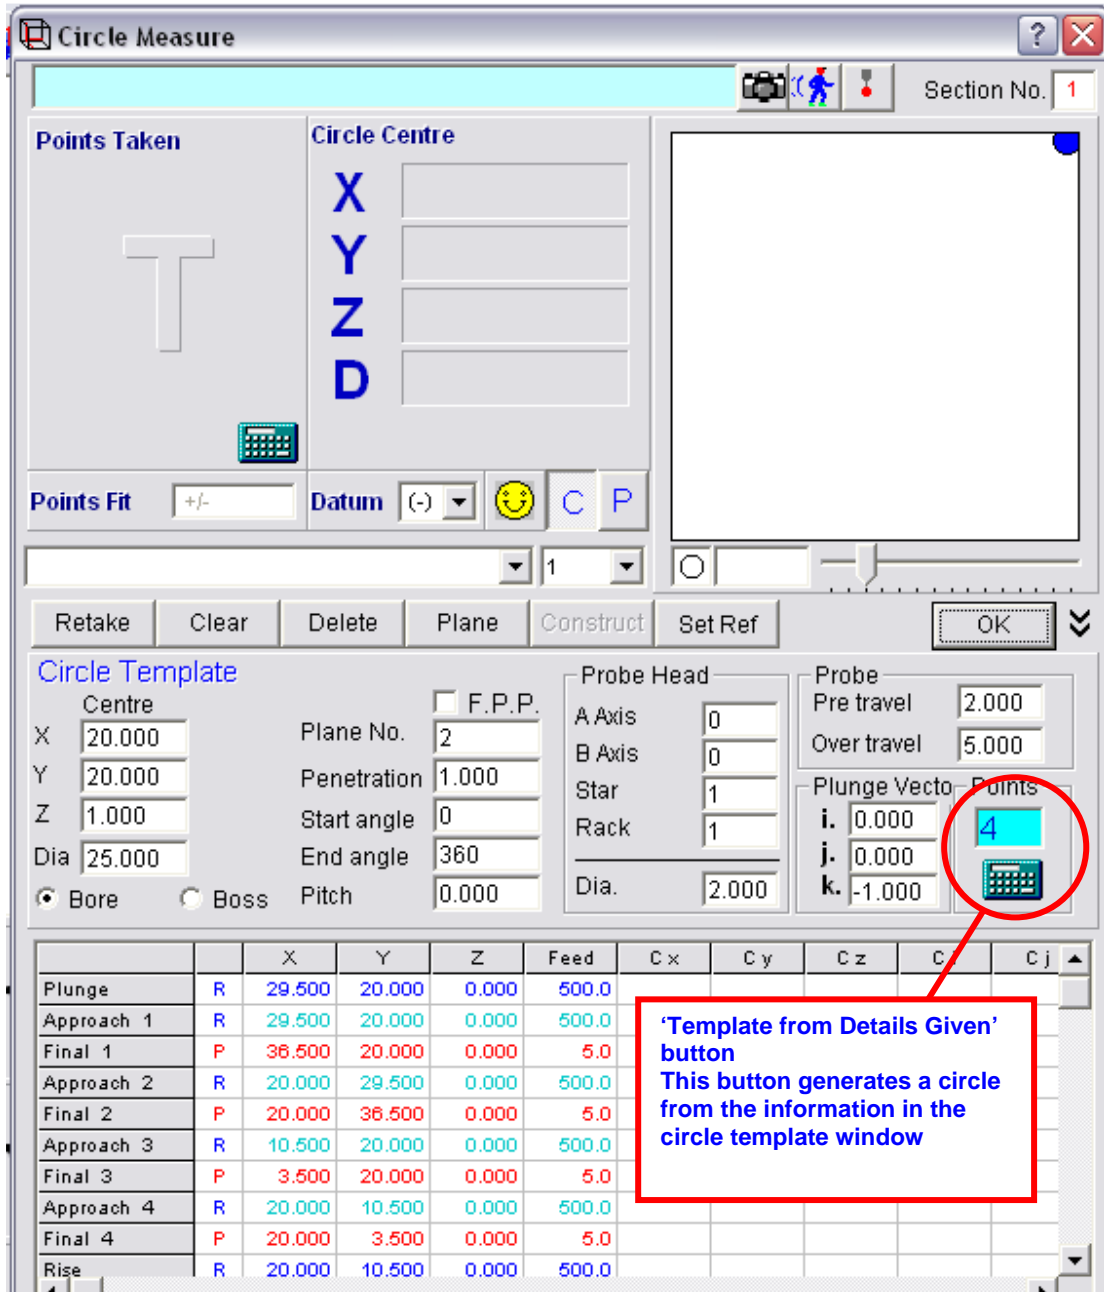 Circle Measure
Section No. 1
Points Taken
Circle Centre
T
X
Y
Z
D
Points Fit +/- Datum (-) C P
1
Retake Clear Delete Plane Construct Set Ref OK
Circle Template
Centre
X 20.000
Y 20.000
Z 1.000
Dia 25.000
Bore Boss
F.P.P.
Plane No. 2
Penetration 1.000
Start angle 0
End angle 360
Pitch 0.000
Probe Head
A Axis 0
B Axis 0
Star 1
Rack 1
Dia. 2.000
Probe
Pre travel 2.000
Over travel 5.000
Plunge Vecto
i. 0.000
j. 0.000
k. -1.000
Points
4
X Y Z Feed C x C y C z C j
Plunge R 29.500 20.000 0.000 500.0
Approach 1 R 29.500 20.000 0.000 500.0
Final 1 P 36.500 20.000 0.000 5.0
Approach 2 R 20.000 29.500 0.000 500.0
Final 2 P 20.000 36.500 0.000 5.0
Approach 3 R 10.500 20.000 0.000 500.0
Final 3 P 3.500 20.000 0.000 5.0
Approach 4 R 20.000 10.500 0.000 500.0
Final 4 P 20.000 3.500 0.000 5.0
Rise R 20.000 10.500 0.000 500.0
‘Template from Details Given’
button
This button generates a circle
from the information in the
circle template window